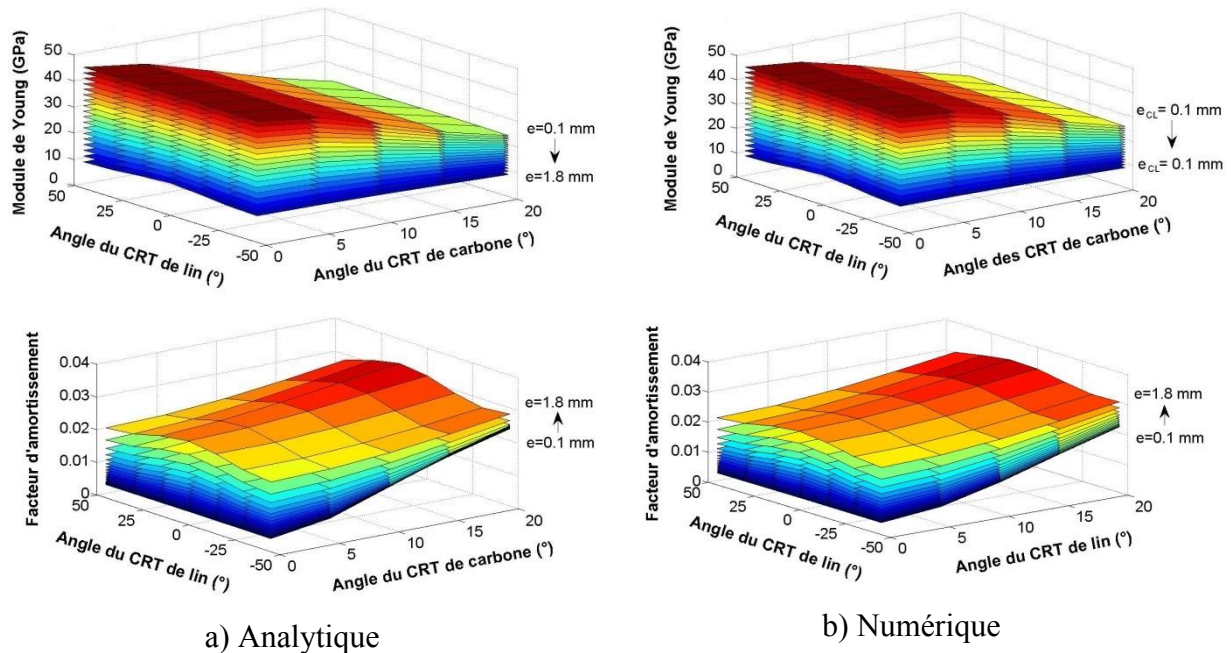 Module de Young (GPa)
50
40
30
20
10
0
50
25
0
-25
-50
Angle du CRT de lin (°)
0
5
10
15
20
Angle du CRT de carbone (°)
e=0.1 mm
e=1.8 mm
Module de Young (GPa)
50
40
30
20
10
0
50
25
0
-25
-50
Angle du CRT de lin (°)
0
5
10
15
20
Angle des CRT de carbone (°)
eCL= 0.1 mm
eCL= 0.1 mm
Facteur d'amortissement
0.04
0.03
0.02
0.01
0
50
25
0
-25
-50
Angle du CRT de lin (°)
0
5
10
15
20
Angle du CRT de carbone (°)
e=1.8 mm
e=0.1 mm
Facteur d'amortissement
0.04
0.03
0.02
0.01
0
50
25
0
-25
-50
Angle du CRT de lin (°)
0
5
10
15
20
Angle du CRT de lin (°)
e=1.8 mm
e=0.1 mm
a) Analytique
b) Numérique